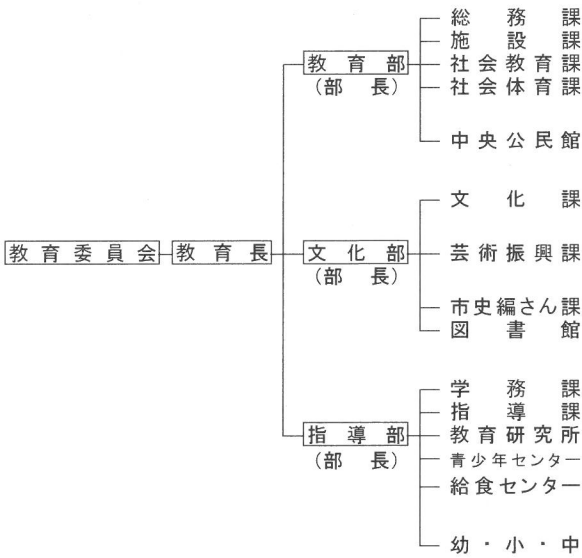 教育委員会
教育長
教育部
(部 長)
総務課
施設課
社会教育課
社会体育課
中央公民館
文化部
(部 長)
文化課
芸術振興課
市史編さん課
図書館
指導部
(部 長)
学務課
指導課
教育研究所
青少年センター
給食センター
幼・小・中